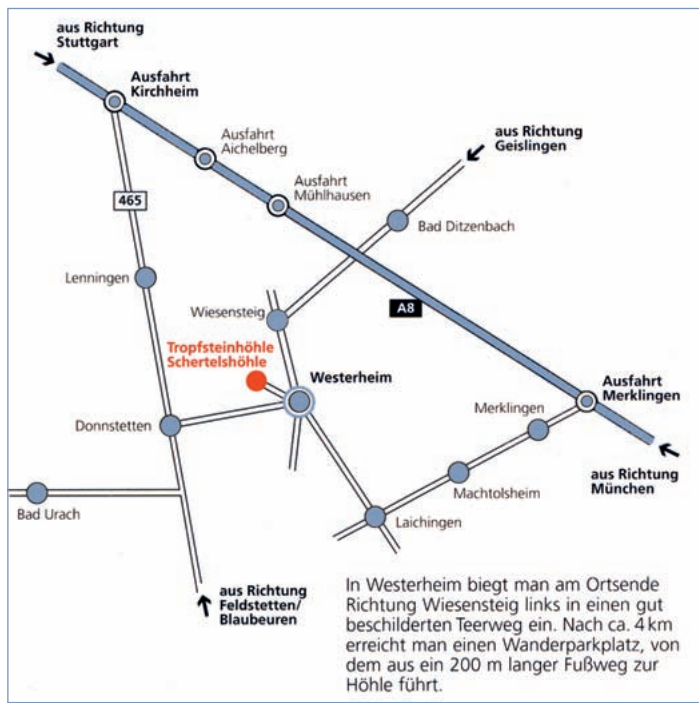 aus Richtung
Stuttgart
Ausfahrt
Kirchheim
Ausfahrt
Aichelberg
aus Richtung
Geislingen
Ausfahrt
Mühlhausen
465
Bad Ditzenbach
Lenningen
Wiesensteig
A8
Tropfsteinhöhle
Schertelshöhle
Westerheim
Ausfahrt
Merklingen
Merklingen
Donnstetten
aus Richtung
München
Machtolsheim
Bad Urach
Laichingen
aus Richtung
Feldstetten/
Blaubeuren
In Westerheim biegt man am Ortsende
Richtung Wiesensteig links in einen gut
beschilderten Teerweg ein. Nach ca. 4 km
erreicht man einen Wanderparkplatz, von
dem aus ein 200 m langer Fußweg zur
Höhle führt.